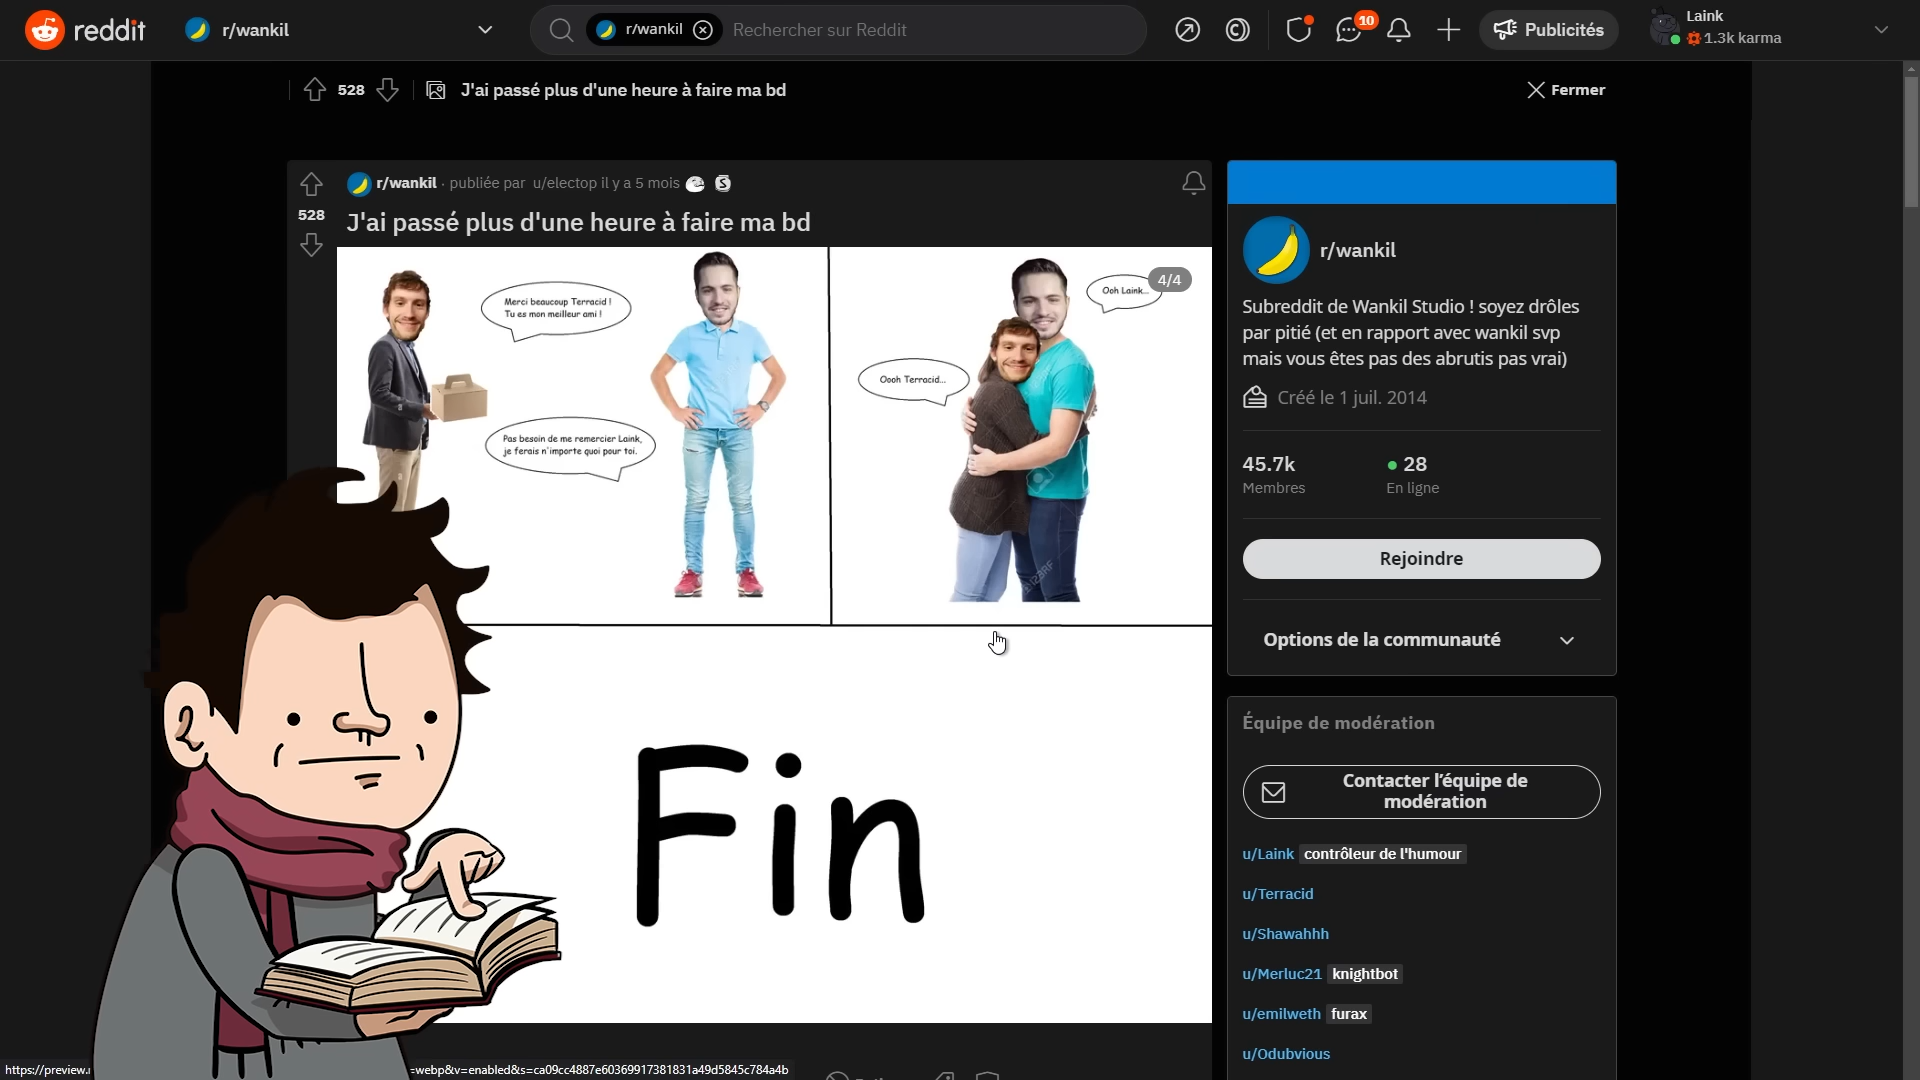 reddit
r/wankil
r/wankil
Rechercher sur Reddit
10
Publicités
Laink
1.3k karma
528
J'ai passé plus d'une heure à faire ma bd
Fermer
r/wankil · publiée par u/electop il y a 5 mois
528
J'ai passé plus d'une heure à faire ma bd
4/4
Merci beaucoup Terracid !
Tu es mon meilleur ami !
Pas besoin de me remercier Laink,
je ferais n'importe quoi pour toi.
Ooh Laink...
Oooh Terracid...
123RF
Fin
r/wankil
Subreddit de Wankil Studio ! soyez drôles
par pitié (et en rapport avec wankil svp
mais vous êtes pas des abrutis pas vrai)
Créé le 1 juil. 2014
45.7k
Membres
28
En ligne
Rejoindre
Options de la communauté
Équipe de modération
Contacter l'équipe de
modération
u/Laink contrôleur de l'humour
u/Terracid
u/Shawahhh
u/Merluc21 knightbot
u/emilweth furax
u/Odubvious
https://preview.
=webp&v=enabled&s=ca09cc4887e60369917381831a49d5845c784a4b